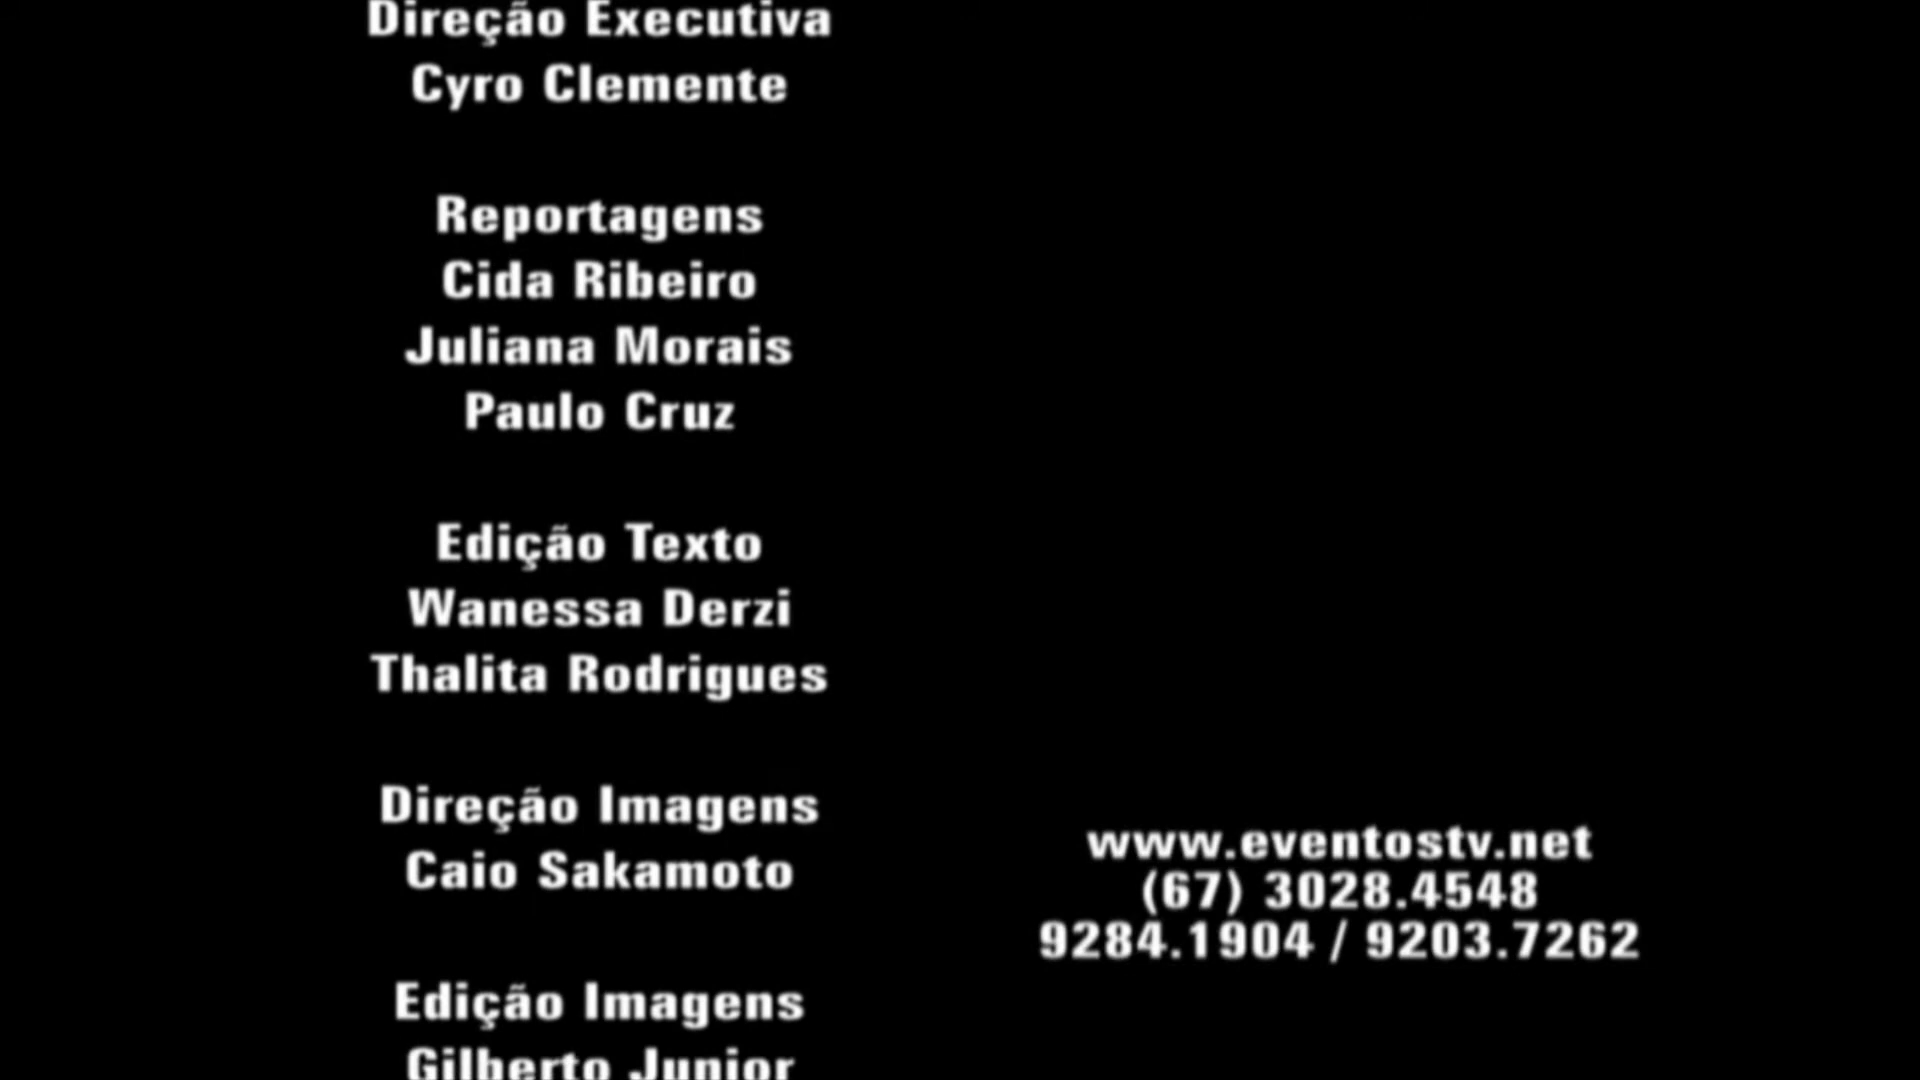 Direção Executiva
Cyro Clemente
Reportagens
Cida Ribeiro
Juliana Morais
Paulo Cruz
Edição Texto
Wanessa Derzi
Thalita Rodrigues
Direção Imagens
Caio Sakamoto
Edição Imagens
Gilberto Junior
www.eventostv.net
(67) 3028.4548
9284.1904 / 9203.7262